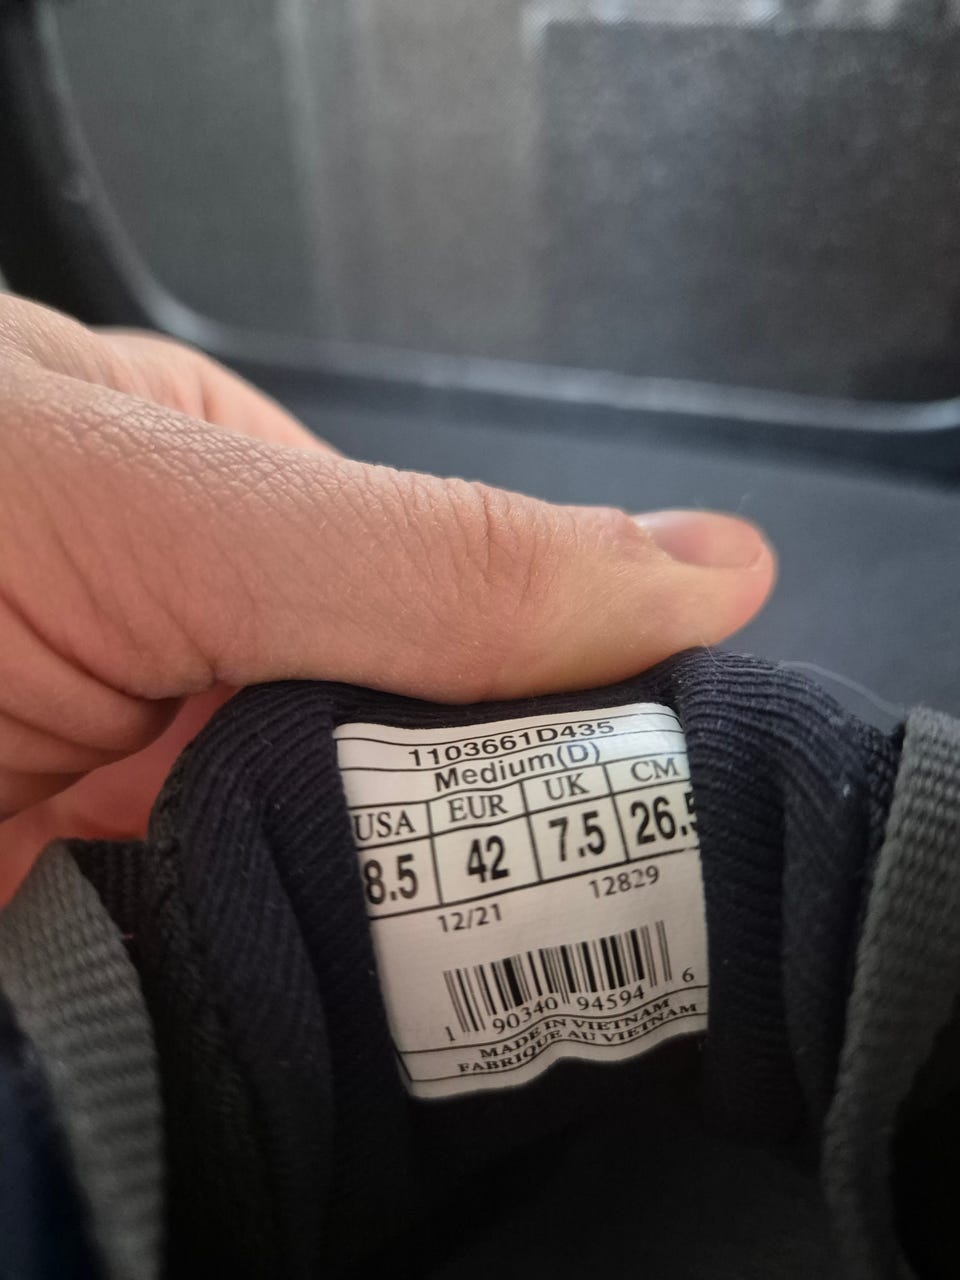 1103661D435
Medium(D)
USA EUR UK CM
8.5 42 7.5 26.5
12/21 12829
1 90340 94594 6
MADE IN VIETNAM
FABRIQUE AU VIETNAM